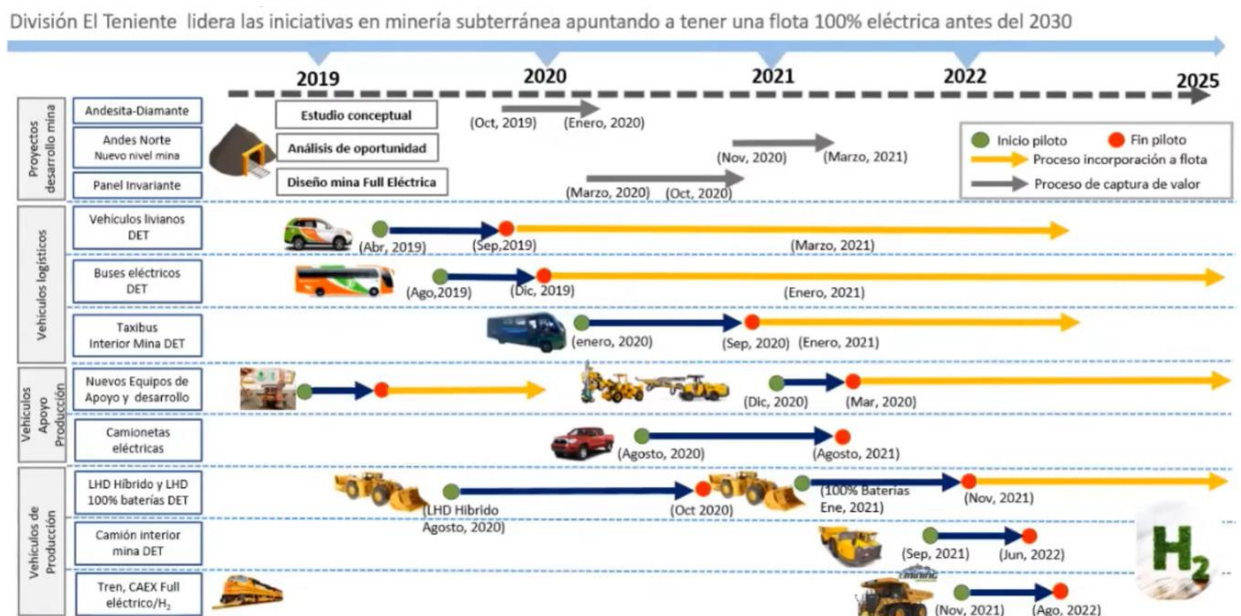 División El Teniente lidera las iniciativas en minería subterránea apuntando a tener una flota 100% eléctrica antes del 2030
2019
2020
2021
2022
2025
Proyectos
desarrollo mina
Andesita-Diamante
Estudio conceptual
(Oct, 2019)
(Enero, 2020)
Andes Norte
Nuevo nivel mina
Análisis de oportunidad
(Nov, 2020)
(Marzo, 2021)
Panel Invariante
Diseño mina Full Eléctrica
(Marzo, 2020)
(Oct, 2020)
Inicio piloto
Fin piloto
Proceso incorporación a flota
Proceso de captura de valor
Vehículos logísticos
Vehículos livianos
DET
(Abr, 2019)
(Sep,2019)
(Marzo, 2021)
Buses eléctricos
DET
(Ago,2019)
(Dic, 2019)
(Enero, 2021)
Taxibus
Interior Mina DET
(enero, 2020)
(Sep, 2020)
(Enero, 2021)
Vehículos
Apoyo
Producción
Nuevos Equipos de
Apoyo y desarrollo
(Dic, 2020)
(Mar, 2020)
Camionetas
eléctricas
(Agosto, 2020)
(Agosto, 2021)
Vehículos de
Producción
LHD Híbrido y LHD
100% baterías DET
(LHD Híbrido
Agosto, 2020)
(Oct 2020)
(100% Baterías
Ene, 2021)
(Nov, 2021)
Camión interior
mina DET
(Sep, 2021)
(Jun, 2022)
H2
Tren, CAEX Full
eléctrico/H₂
MINING
(Nov, 2021)
(Ago, 2022)